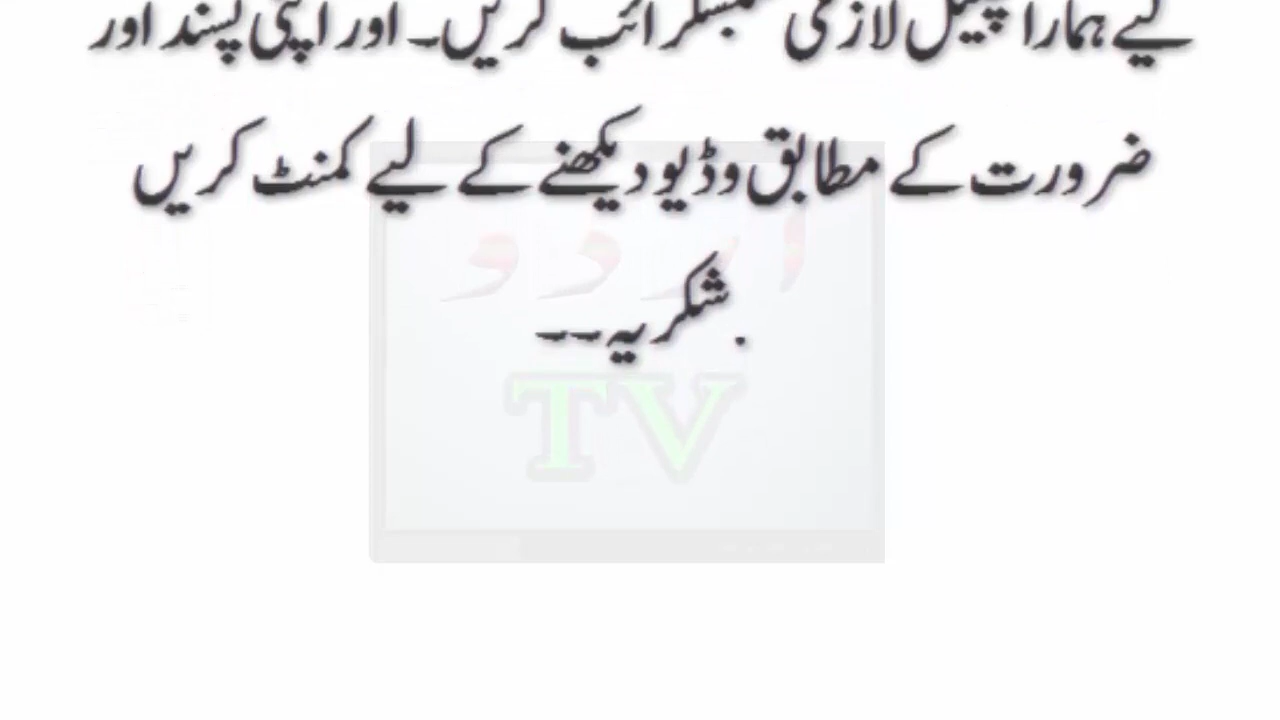 لیے ہمارا چینل لازمی سبسکرائب کریں۔ اور اپنی پسند اور
ضرورت کے مطابق وڈیو دیکھنے کے لیے کمنٹ کریں
.شکریہ۔۔
اردو
TV